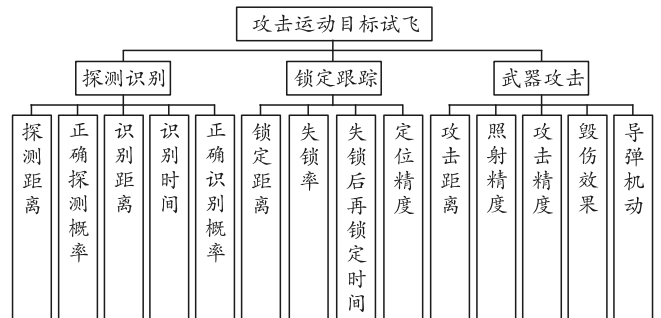 攻击运动目标试飞
探测识别
锁定跟踪
武器攻击
探测距离
正确探测概率
识别距离
识别时间
正确识别概率
锁定距离
失锁率
失锁后再锁定时间
定位精度
攻击距离
照射精度
攻击精度
毁伤效果
导弹机动